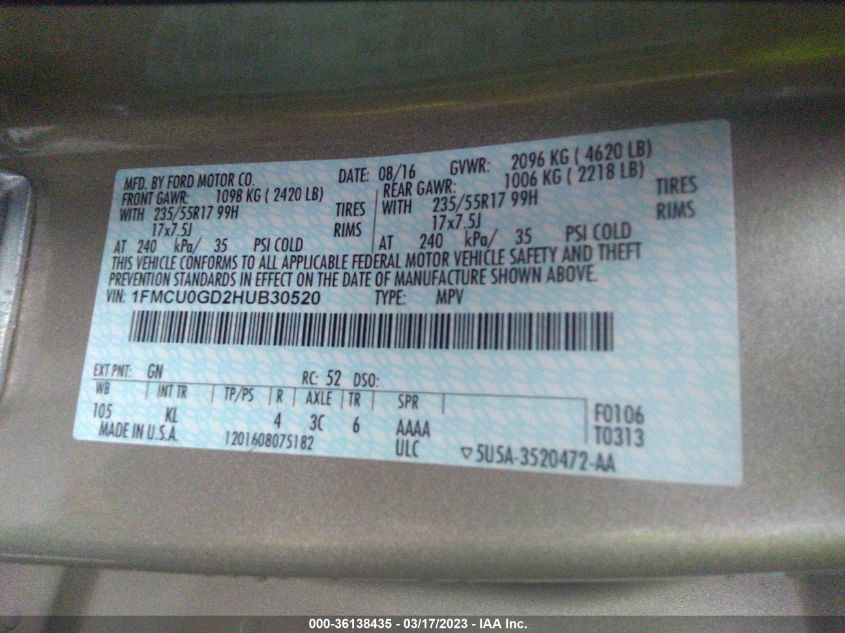 MFD. BY FORD MOTOR CO. DATE: 08/16 GVWR: 2096 KG ( 4620 LB)
FRONT GAWR: 1098 KG ( 2420 LB) REAR GAWR: 1006 KG ( 2218 LB)
WITH 235/55R17 99H TIRES WITH 235/55R17 99H TIRES
17x7.5J RIMS 17x7.5J RIMS
AT 240 kPa/ 35 PSI COLD AT 240 kPa/ 35 PSI COLD
THIS VEHICLE CONFORMS TO ALL APPLICABLE FEDERAL MOTOR VEHICLE SAFETY AND THEFT
PREVENTION STANDARDS IN EFFECT ON THE DATE OF MANUFACTURE SHOWN ABOVE.
VIN: 1FMCU0GD2HUB30520 TYPE: MPV
EXT PNT: GN RC: 52 DSO:
WB INT TR TP/PS R AXLE TR SPR
105 KL 4 3C 6 AAAA F0106
MADE IN U.S.A. 1201608075182 ULC T0313
▽5U5A-3520472-AA
000-36138435 - 03/17/2023 - IAA Inc.